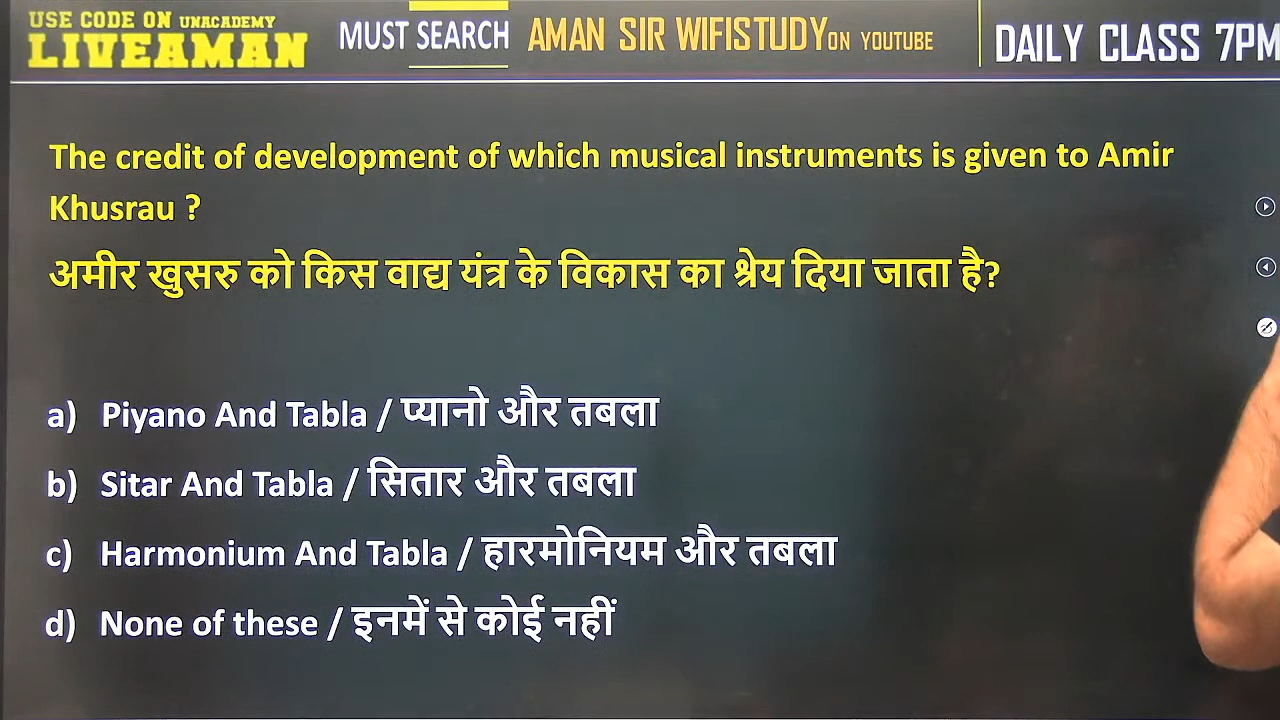 USE CODE ON UNACADEMY
LIVEAMAN
MUST SEARCH AMAN SIR WIFISTUDY ON YOUTUBE
DAILY CLASS 7PM
The credit of development of which musical instruments is given to Amir
Khusrau ?
अमीर खुसरु को किस वाद्य यंत्र के विकास का श्रेय दिया जाता है?
a) Piyano And Tabla / प्यानो और तबला
b) Sitar And Tabla / सितार और तबला
c) Harmonium And Tabla / हारमोनियम और तबला
d) None of these / इनमें से कोई नहीं